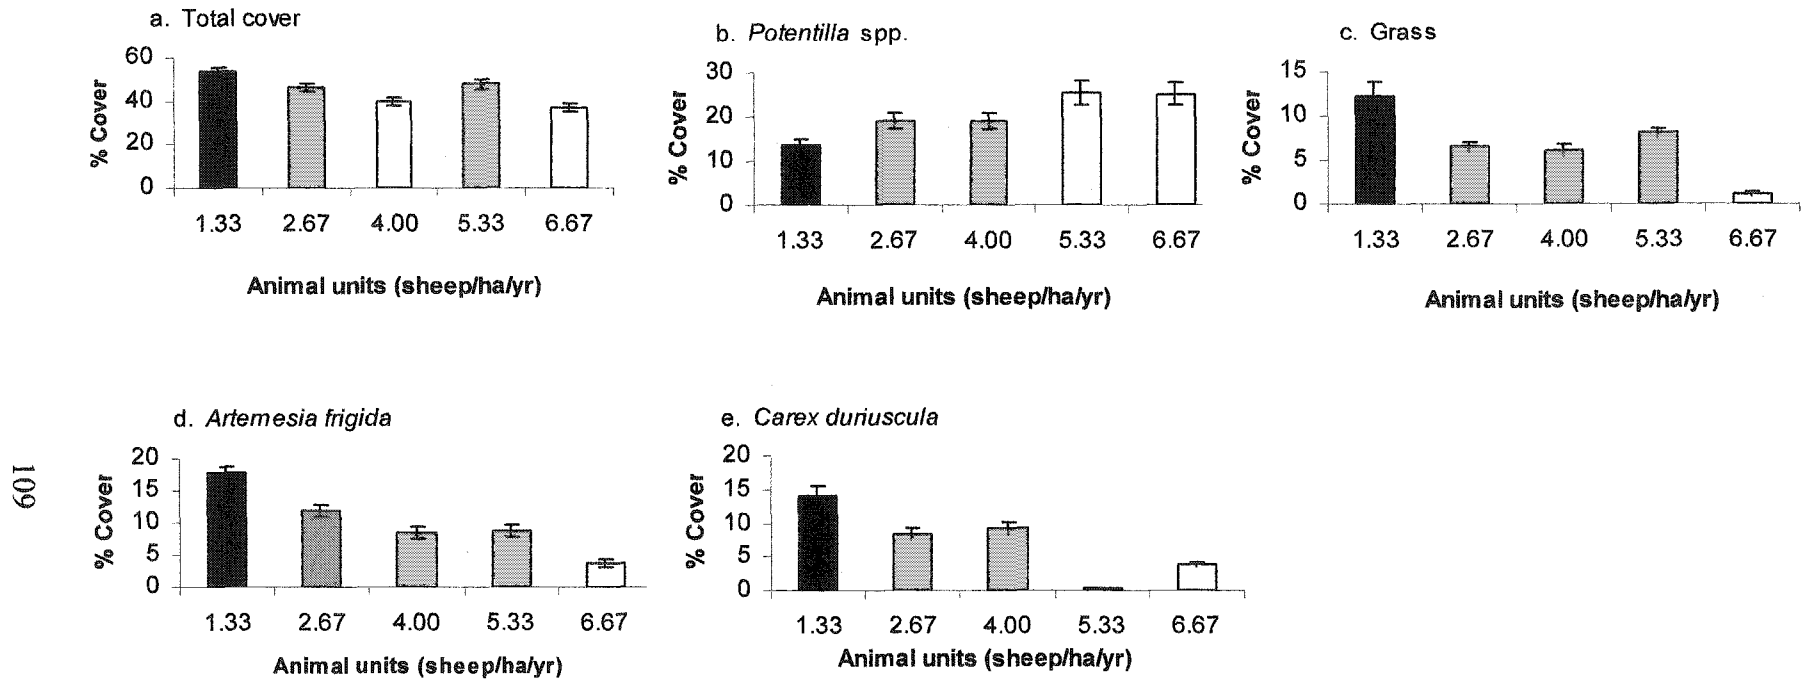 a. Total cover
60
40
20
0
% Cover
1.33 2.67 4.00 5.33 6.67
Animal units (sheep/ha/yr)
b. Potentilla spp.
30
20
10
0
% Cover
1.33 2.67 4.00 5.33 6.67
Animal units (sheep/ha/yr)
c. Grass
15
10
5
0
% Cover
1.33 2.67 4.00 5.33 6.67
Animal units (sheep/ha/yr)
109
d. Artemesia frigida
20
15
10
5
0
% Cover
1.33 2.67 4.00 5.33 6.67
Animal units (sheep/ha/yr)
e. Carex duriuscula
20
15
10
5
0
% Cover
1.33 2.67 4.00 5.33 6.67
Animal units (sheep/ha/yr)